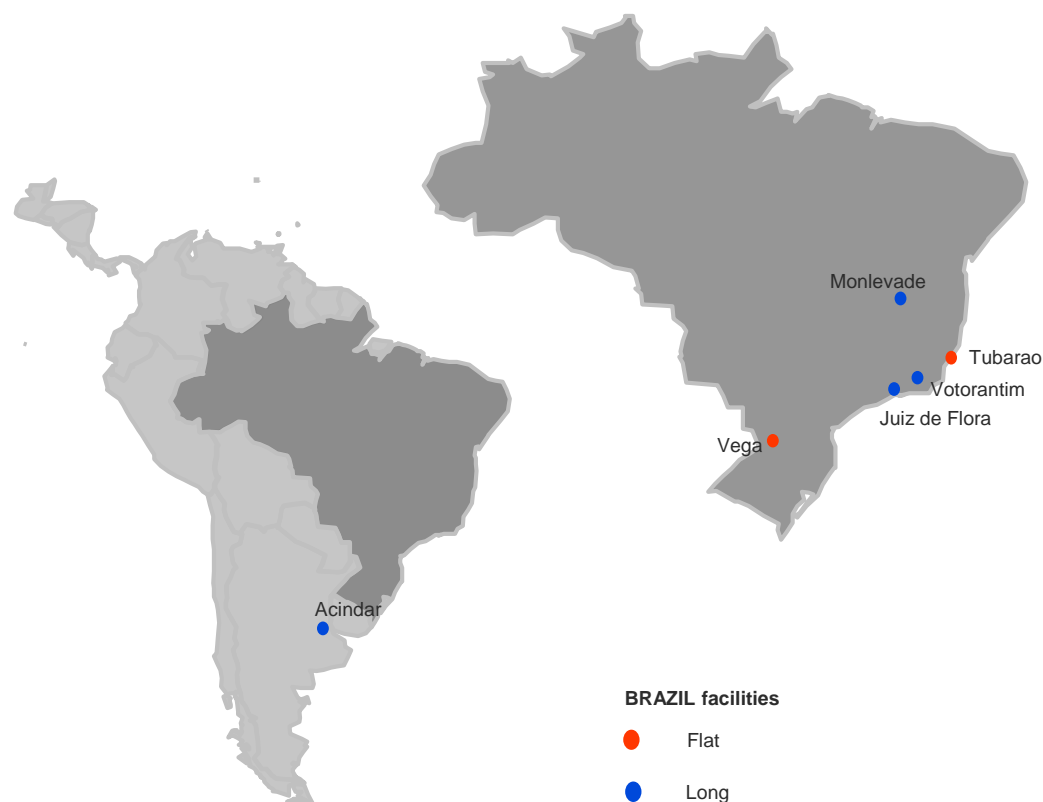 Monlevade
Tubarao
Votorantim
Juiz de Flora
Vega
Acindar
BRAZIL facilities
Flat
Long